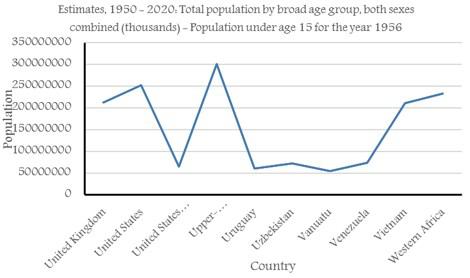 Estimates, 1950 - 2020: Total population by broad age group, both sexes
combined (thousands) - Population under age 15 for the year 1956
350000000
300000000
250000000
200000000
150000000
100000000
50000000
0
Population
United Kingdom
United States
United States…
Upper-…
Uruguay
Uzbekistan
Vanuatu
Venezuela
Vietnam
Western Africa
Country